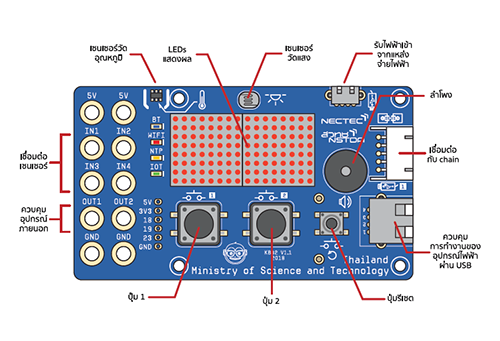 เซนเซอร์วัด
อุณหภูมิ
LEDs
แสดงผล
เซนเซอร์
วัดแสง
รับไฟฟ้าเข้า
จากแหล่ง
จ่ายไฟฟ้า
ลำโพง
เชื่อมต่อ
กับ chain
ควบคุม
การทำงานของ
อุปกรณ์ไฟฟ้า
ผ่าน USB
ปุ่มรีเซต
ปุ่ม 2
ปุ่ม 1
ควบคุม
อุปกรณ์
ภายนอก
เชื่อมต่อ
เซนเซอร์
5V 5V
IN1 IN2
IN3 IN4
OUT1 OUT2
GND GND
BT
WIFI
NTP
IOT
5V
3V3
18
19
23
GND
1
2
NECTEC
NSTDA
1
KB32 V1.1
2018
Thailand
Ministry of Science and Technology